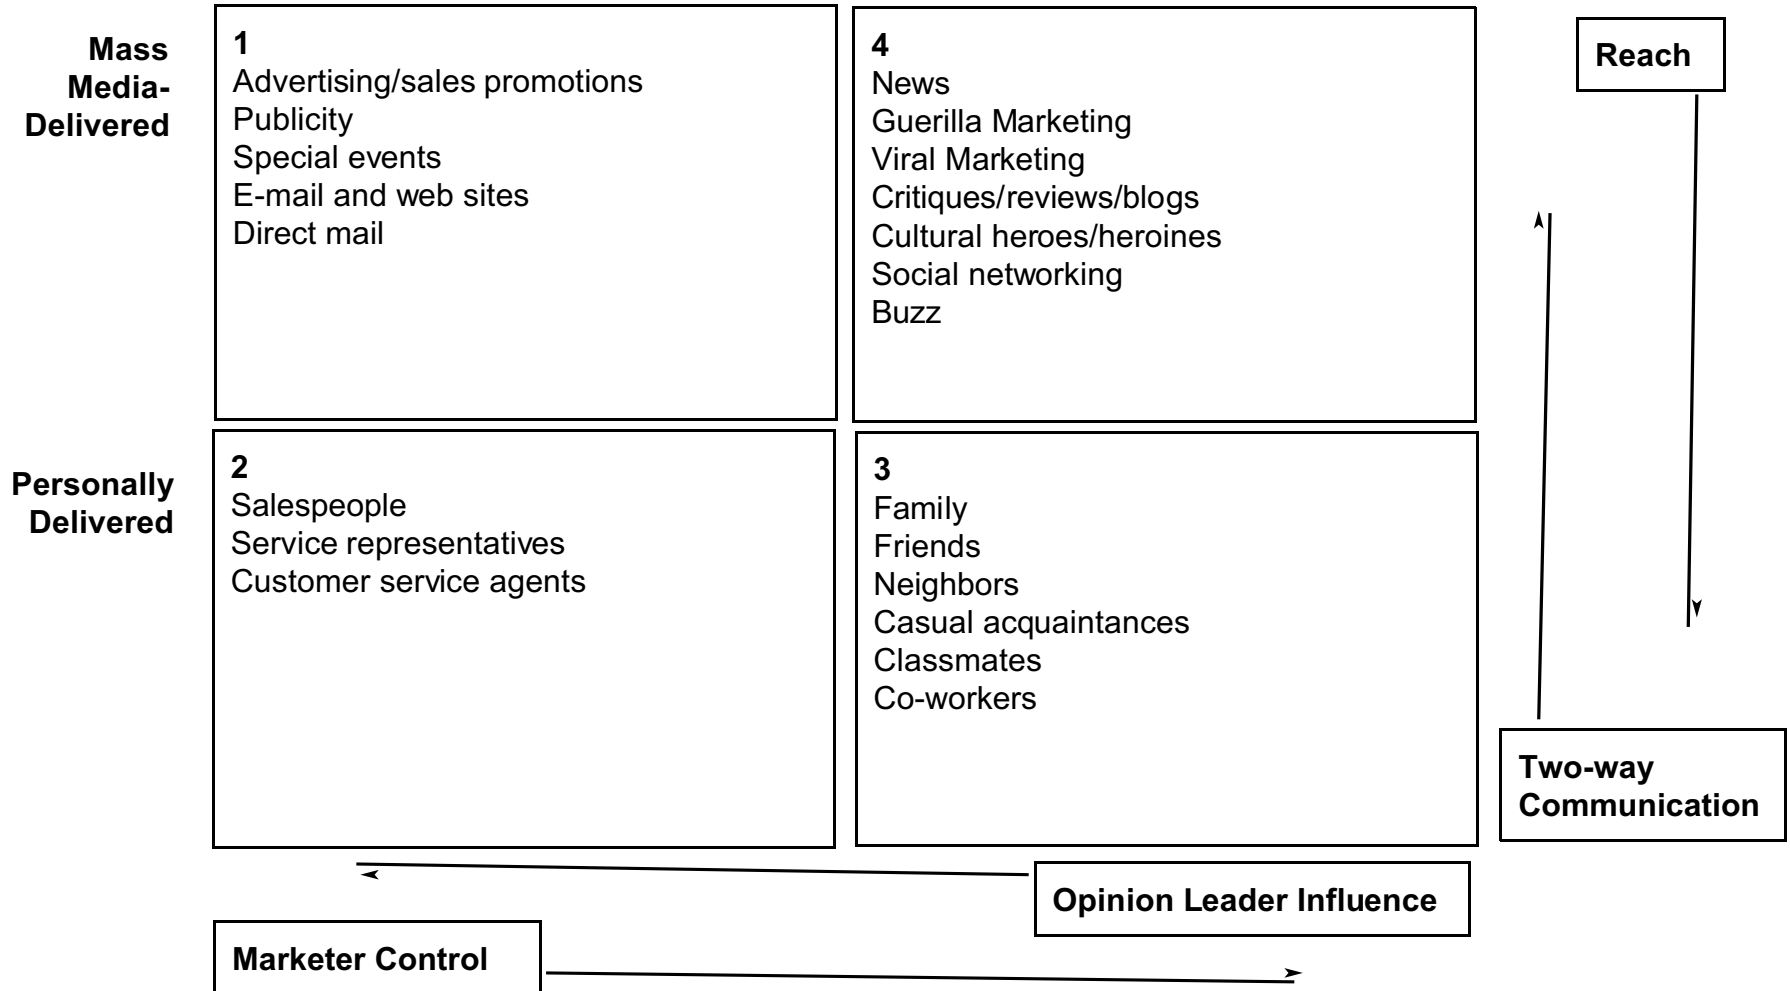 Mass
Media-
Delivered
1
Advertising/sales promotions
Publicity
Special events
E-mail and web sites
Direct mail
4
News
Guerilla Marketing
Viral Marketing
Critiques/reviews/blogs
Cultural heroes/heroines
Social networking
Buzz
Reach
Personally
Delivered
2
Salespeople
Service representatives
Customer service agents
3
Family
Friends
Neighbors
Casual acquaintances
Classmates
Co-workers
Two-way
Communication
Opinion Leader Influence
Marketer Control